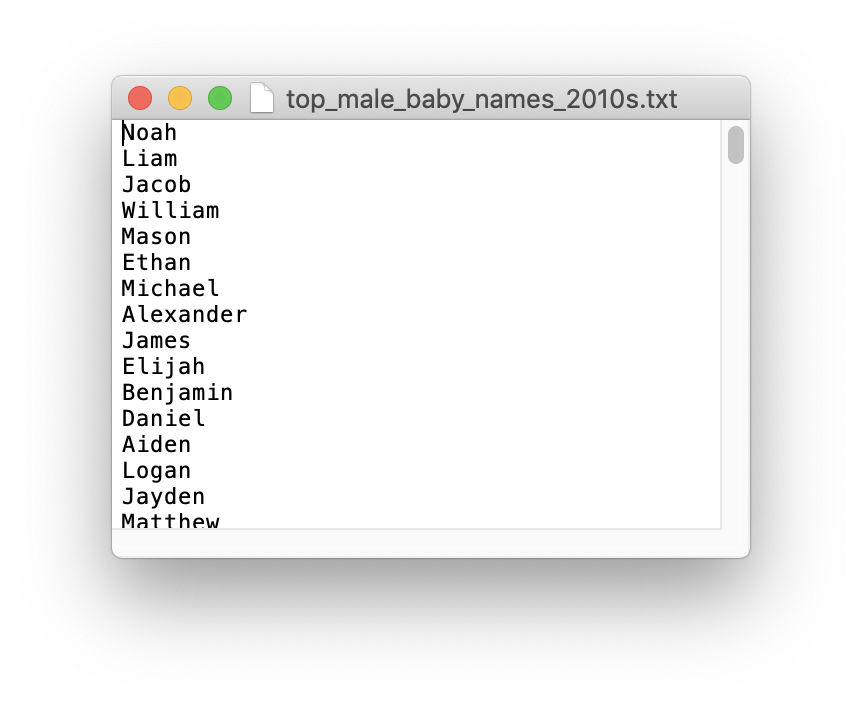 top_male_baby_names_2010s.txt
Noah
Liam
Jacob
William
Mason
Ethan
Michael
Alexander
James
Elijah
Benjamin
Daniel
Aiden
Logan
Jayden
Matthew